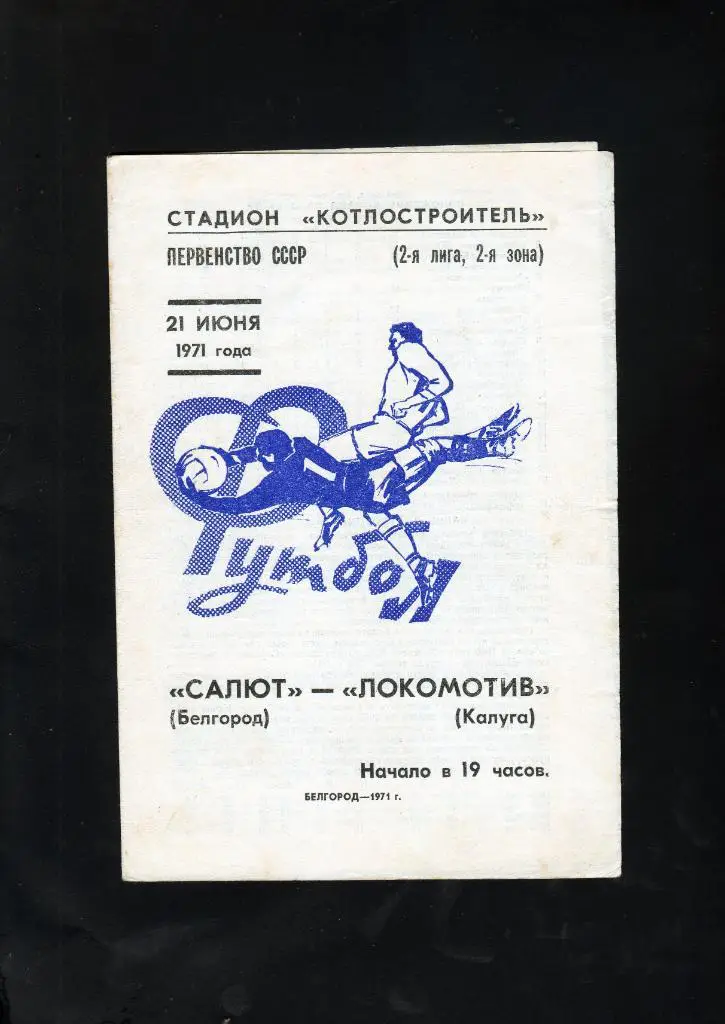 СТАДИОН «КОТЛОСТРОИТЕЛЬ»
ПЕРВЕНСТВО СССР (2-я лига, 2-я зона)
21 ИЮНЯ
1971 года
Футбол
«САЛЮТ» — «ЛОКОМОТИВ»
(Белгород) (Калуга)
Начало в 19 часов.
БЕЛГОРОД—1971 г.